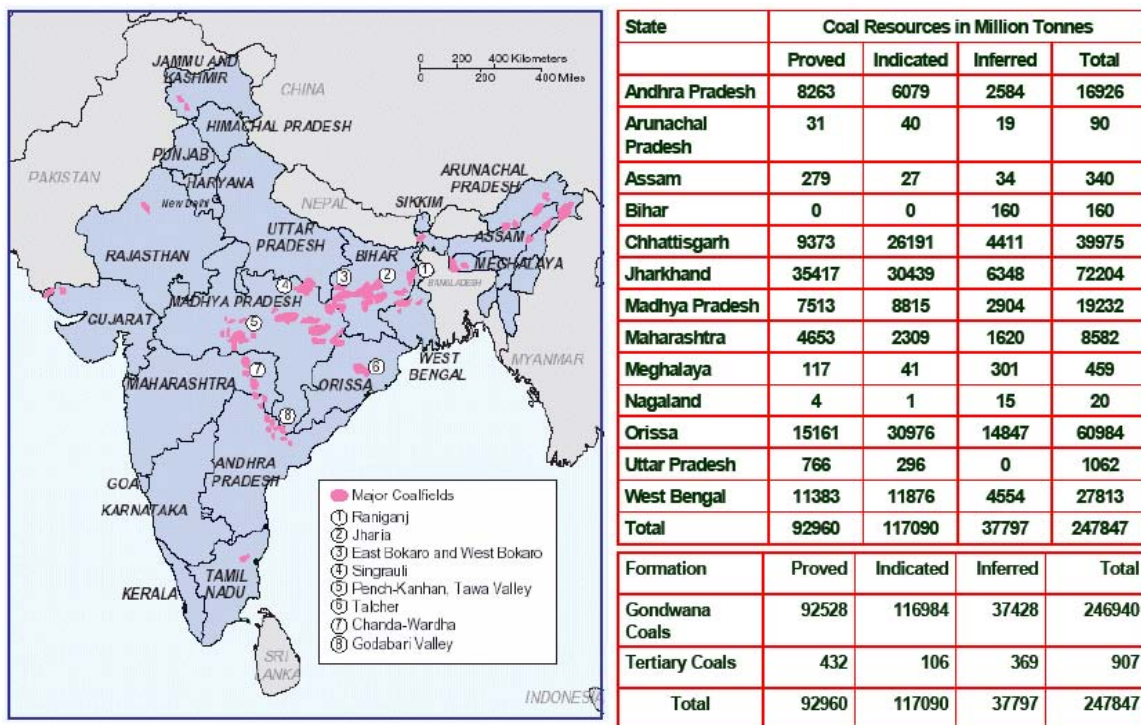 JAMMU AND
KASHMIR
0 200 400 Kilometers
0 200 400 Miles
CHINA
HIMACHAL PRADESH
PUNJAB
PAKISTAN
HARYANA
New Delhi
NEPAL
SIKKIM
ARUNACHAL
PRADESH
UTTAR
PRADESH
RAJASTHAN
BIHAR
ASSAM
MEGHALAYA
BANGLADESH
1
2
3
4
MADHYA PRADESH
GUJARAT
5
WEST
BENGAL
MYANMAR
MAHARASHTRA
7
ORISSA
6
8
ANDHRA
PRADESH
GOA
KARNATAKA
KERALA
TAMIL
NADU
SRI
LANKA
INDONESIA
Major Coalfields
1 Raniganj
2 Jharia
3 East Bokaro and West Bokaro
4 Singrauli
5 Pench-Kanhan, Tawa Valley
6 Talcher
7 Chanda-Wardha
8 Godabari Valley
State Coal Resources in Million Tonnes
Proved Indicated Inferred Total
Andhra Pradesh 8263 6079 2584 16926
Arunachal 31 40 19 90
Pradesh
Assam 279 27 34 340
Bihar 0 0 160 160
Chhattisgarh 9373 26191 4411 39975
Jharkhand 35417 30439 6348 72204
Madhya Pradesh 7513 8815 2904 19232
Maharashtra 4653 2309 1620 8582
Meghalaya 117 41 301 459
Nagaland 4 1 15 20
Orissa 15161 30976 14847 60984
Uttar Pradesh 766 296 0 1062
West Bengal 11383 11876 4554 27813
Total 92960 117090 37797 247847
Formation Proved Indicated Inferred Total
Gondwana 92528 116984 37428 246940
Coals
Tertiary Coals 432 106 369 907
Total 92960 117090 37797 247847